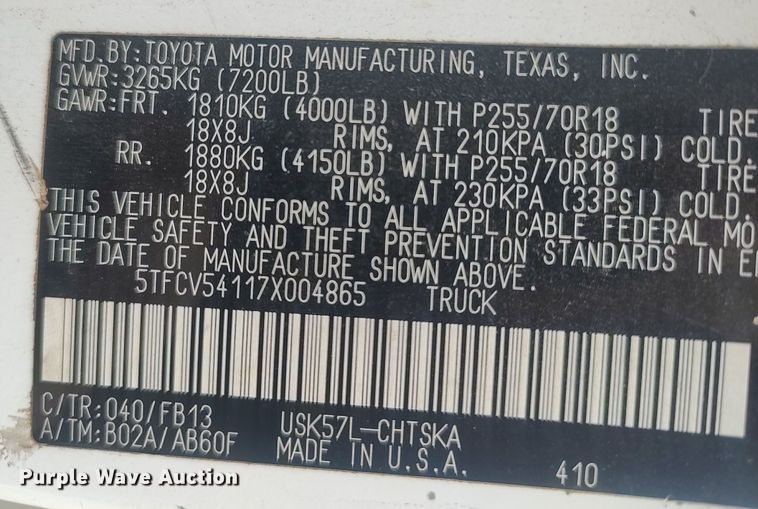 MFD.BY:TOYOTA MOTOR MANUFACTURING, TEXAS, INC.
GVWR:3265KG (7200LB)
GAWR:FRT. 1810KG (4000LB) WITH P255/70R18 TIRE
18X8J RIMS, AT 210KPA (30PSI) COLD.
RR. 1880KG (4150LB) WITH P255/70R18 TIRE
18X8J RIMS, AT 230KPA (33PSI) COLD.
THIS VEHICLE CONFORMS TO ALL APPLICABLE FEDERAL MO
VEHICLE SAFETY AND THEFT PREVENTION STANDARDS IN E
THE DATE OF MANUFACTURE SHOWN ABOVE.
5TFCV54117X004865 TRUCK
C/TR:040/FB13 USK57L-CHTSKA
A/TM:B02A/AB60F MADE IN U.S.A. 410
Purple Wave Auction